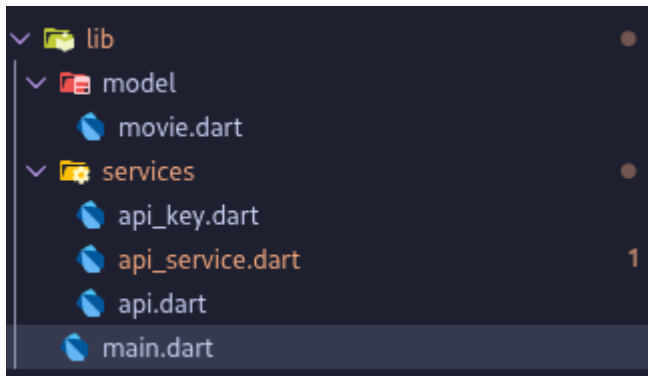 lib
model
movie.dart
services
api_key.dart
api_service.dart 1
api.dart
main.dart